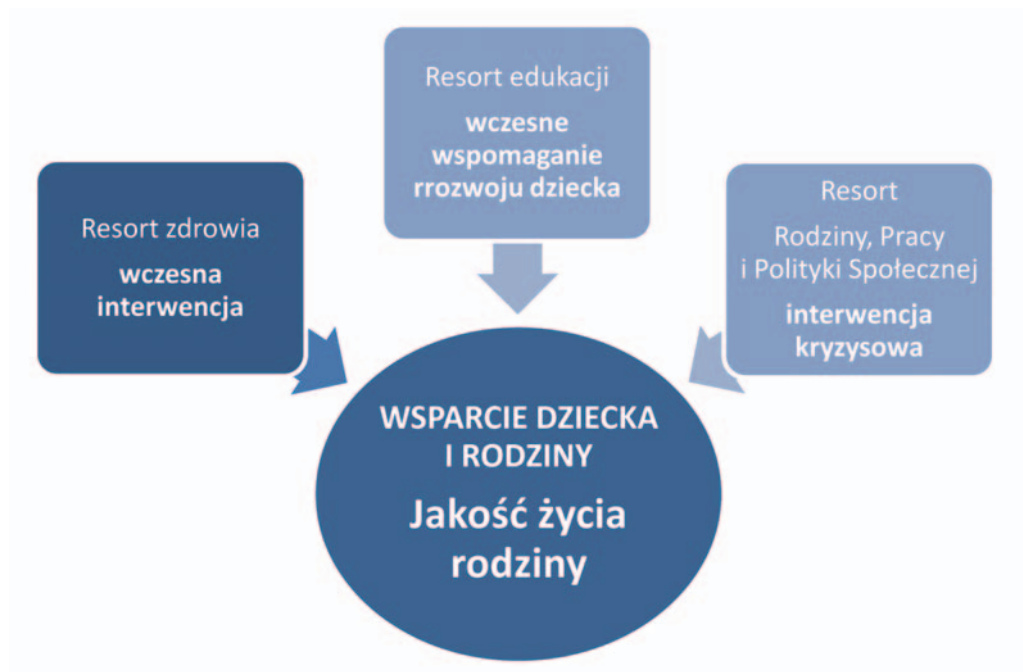 Resort edukacji
wczesne
wspomaganie
rrozwoju dziecka
Resort zdrowia
wczesna
interwencja
Resort
Rodziny, Pracy
i Polityki Społecznej
interwencja
kryzysowa
WSPARCIE DZIECKA
I RODZINY
Jakość życia
rodziny